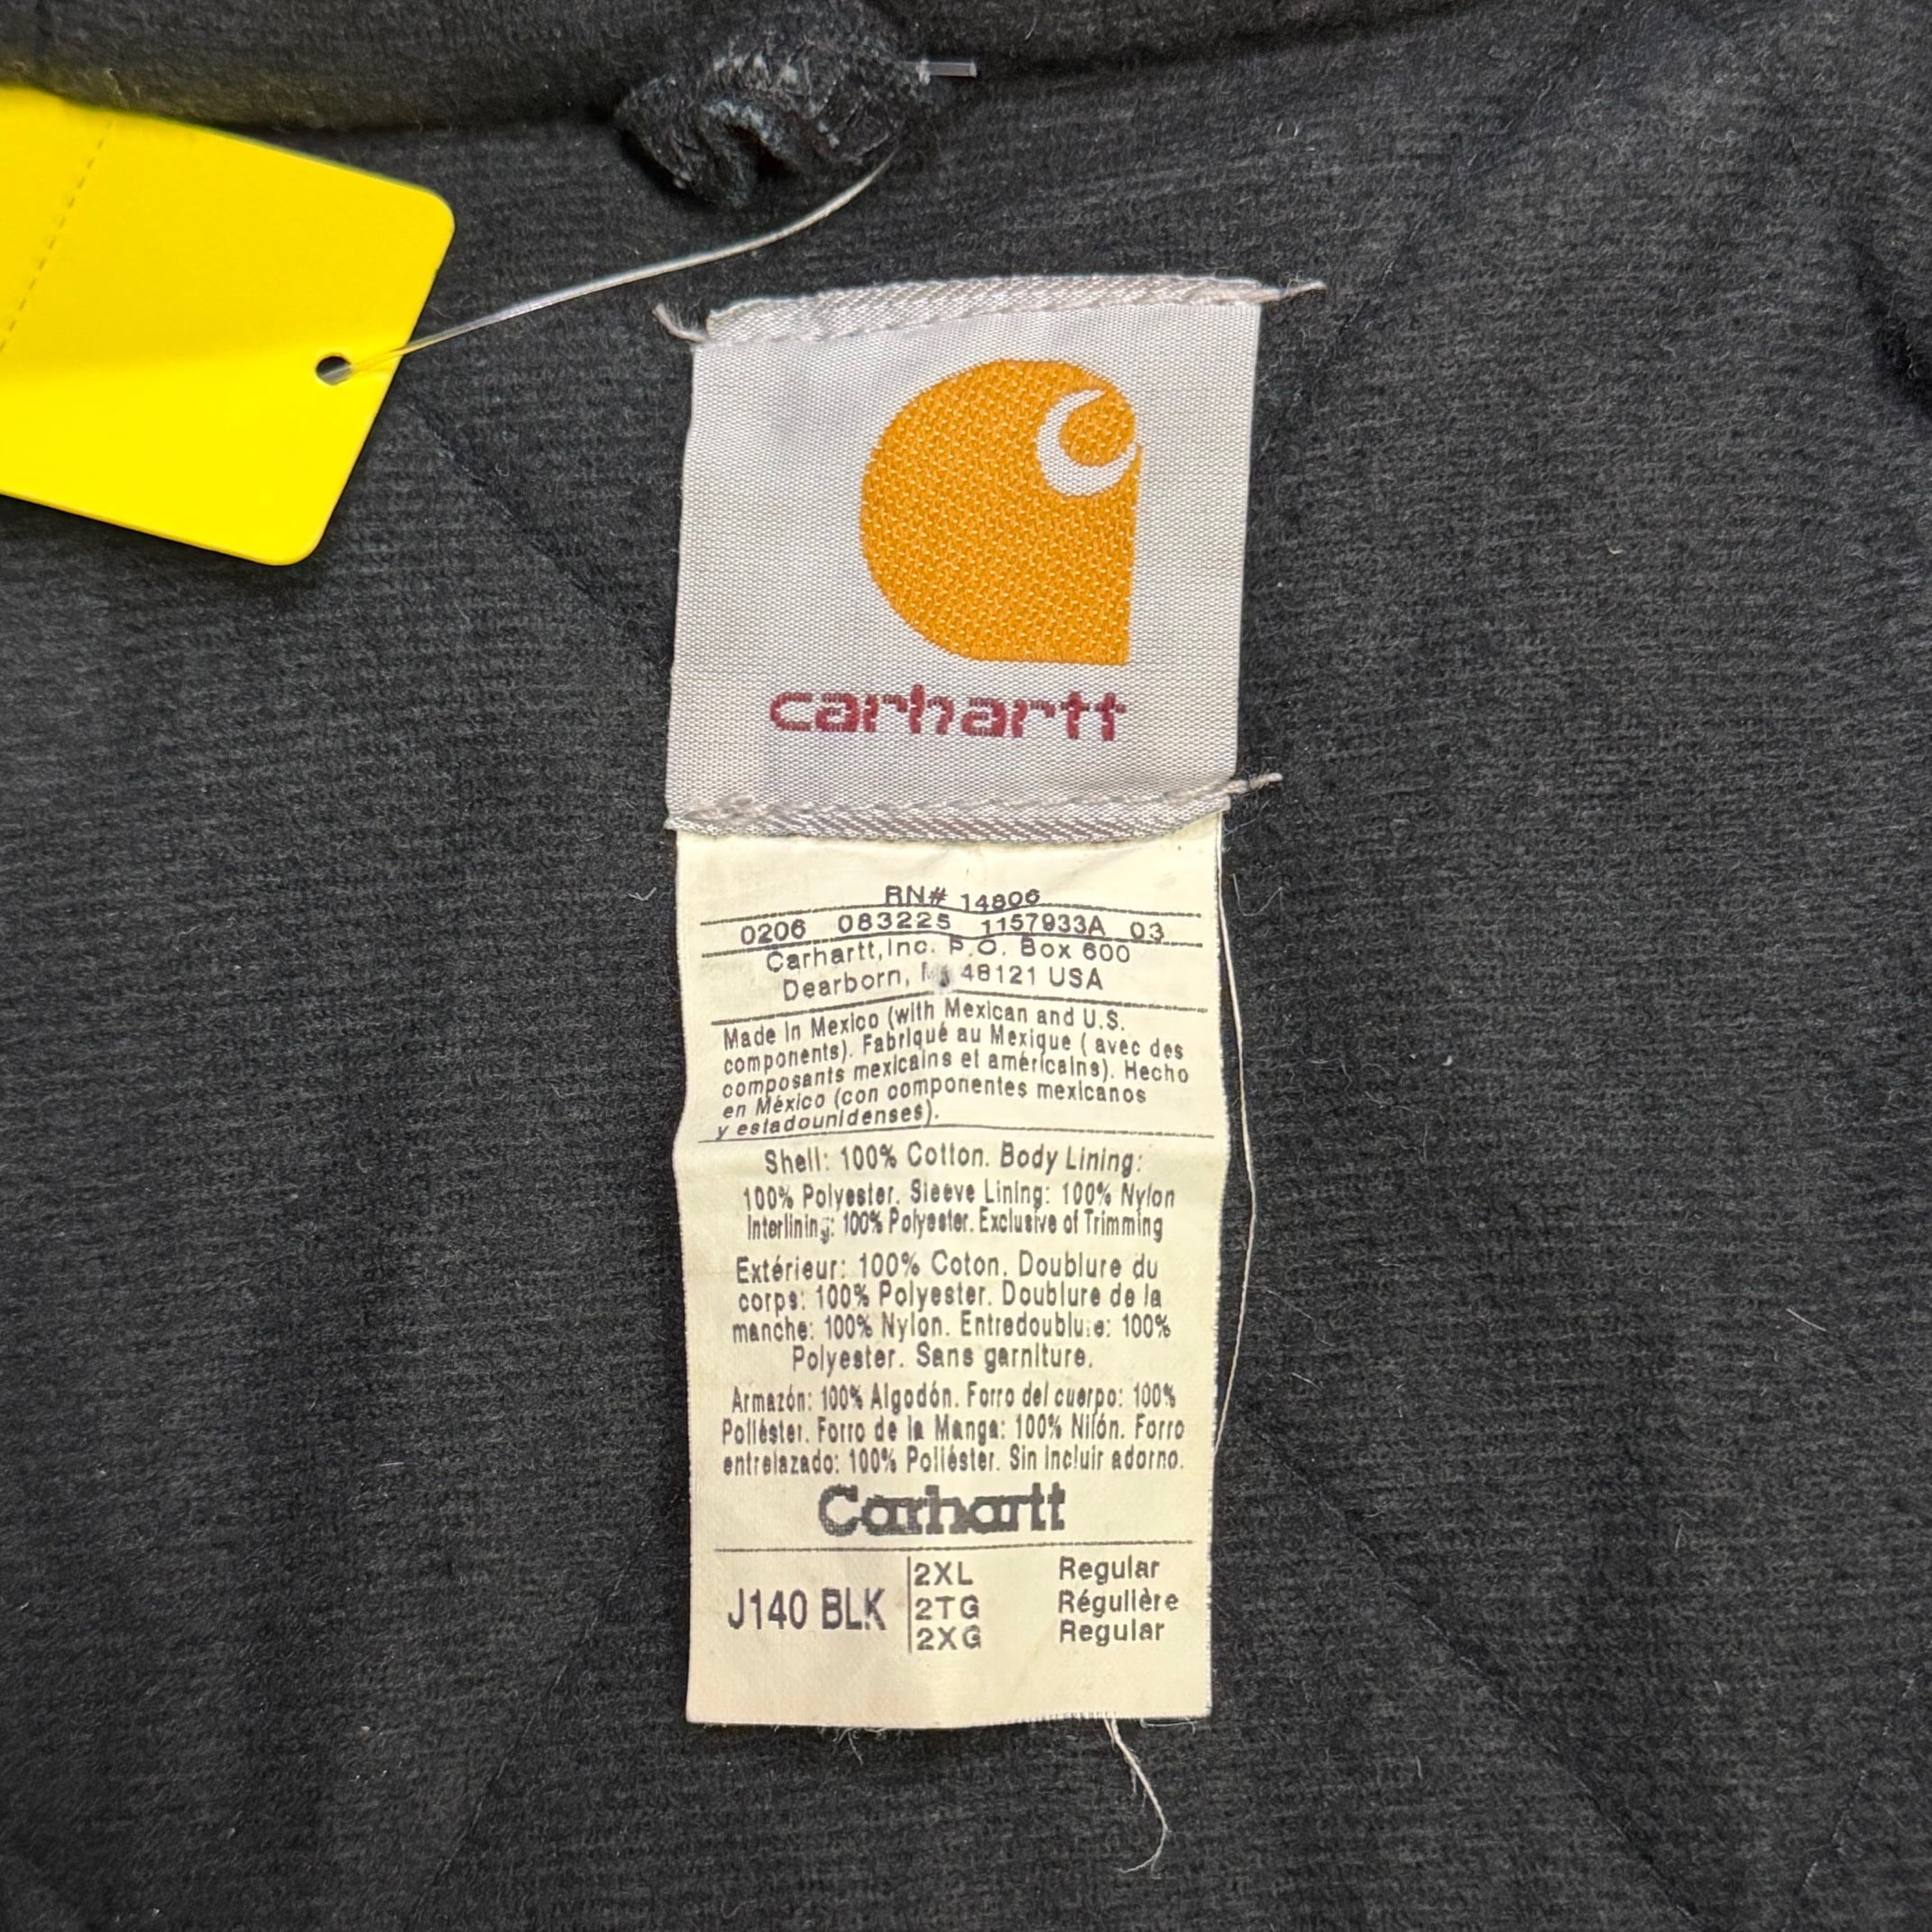 carhartt
RN# 14806
0206 083225 1157933A 03
Carhartt,Inc. P.O. Box 600
Dearborn, 48121 USA
Made In Mexico (with Mexican and U.S.
components). Fabriqué au Mexique ( avec des
composants mexicains et américains). Hecho
en México (con componentes mexicanos
y estadounidenses).
Shell: 100% Cotton. Body Lining:
100% Polyester. Sleeve Lining: 100% Nylon
Interlining: 100% Polyester. Exclusive of Trimming
Extérieur: 100% Coton. Doublure du
corps: 100% Polyester. Doublure de la
manche: 100% Nylon. Entredoublure: 100%
Polyester. Sans garniture.
Armazón: 100% Algodón. Forro del cuerpo: 100%
Poliéster. Forro de la Manga: 100% Nilón. Forro
entrelazado: 100% Poliéster. Sin incluir adorno.
Carhartt
J140 BLK
2XL Regular
2TG Régulière
2XG Regular